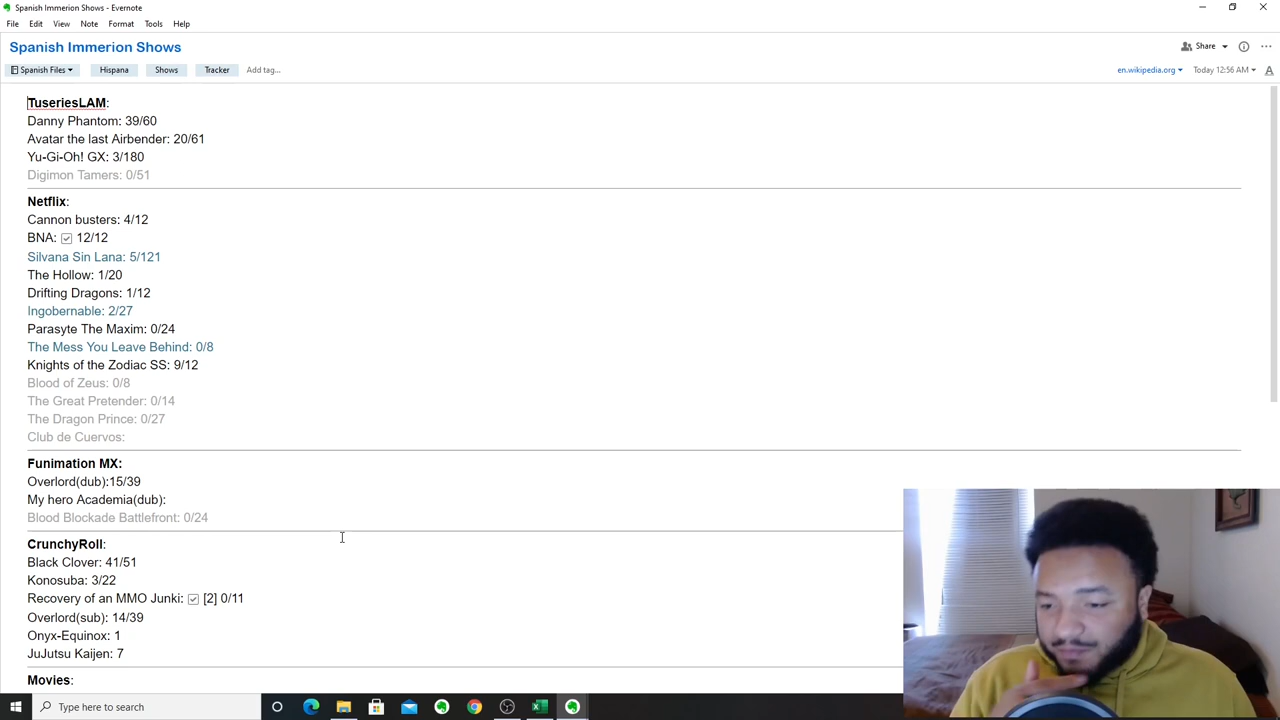 Spanish Immerion Shows - Evernote
File Edit View Note Format Tools Help
Spanish Immerion Shows
Share
Spanish Files Hispana Shows Tracker Add tag...
en.wikipedia.org Today 12:56 AM
TuseriesLAM:
Danny Phantom: 39/60
Avatar the last Airbender: 20/61
Yu-Gi-Oh! GX: 3/180
Digimon Tamers: 0/51
Netflix:
Cannon busters: 4/12
BNA: 12/12
Silvana Sin Lana: 5/121
The Hollow: 1/20
Drifting Dragons: 1/12
Ingobernable: 2/27
Parasyte The Maxim: 0/24
The Mess You Leave Behind: 0/8
Knights of the Zodiac SS: 9/12
Blood of Zeus: 0/8
The Great Pretender: 0/14
The Dragon Prince: 0/27
Club de Cuervos:
Funimation MX:
Overlord(dub):15/39
My hero Academia(dub):
Blood Blockade Battlefront: 0/24
CrunchyRoll:
Black Clover: 41/51
Konosuba: 3/22
Recovery of an MMO Junki: [2] 0/11
Overlord(sub): 14/39
Onyx-Equinox: 1
JuJutsu Kaijen: 7
Movies:
Type here to search